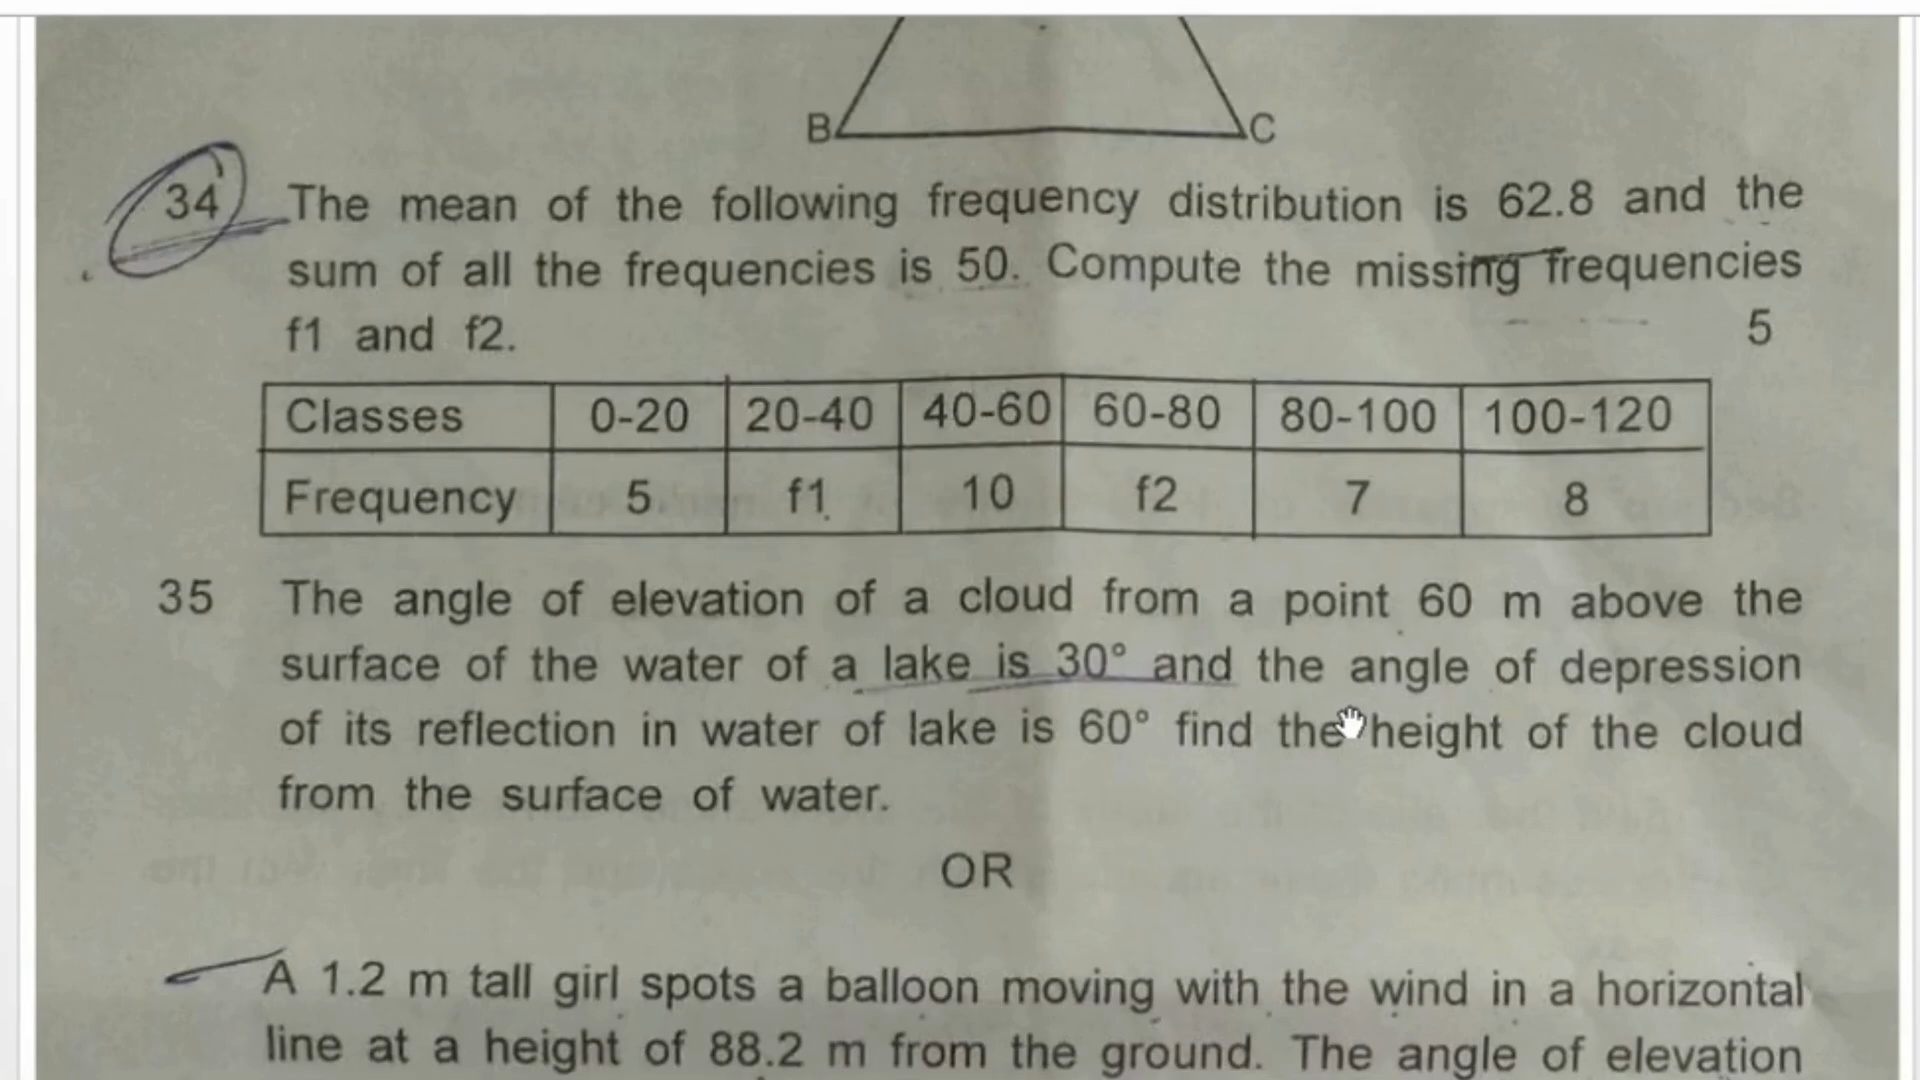 B C
34 The mean of the following frequency distribution is 62.8 and the
sum of all the frequencies is 50. Compute the missing frequencies
f1 and f2. 5
Classes 0-20 20-40 40-60 60-80 80-100 100-120
Frequency 5 f1 10 f2 7 8
35 The angle of elevation of a cloud from a point 60 m above the
surface of the water of a lake is 30° and the angle of depression
of its reflection in water of lake is 60° find the height of the cloud
from the surface of water.
OR
A 1.2 m tall girl spots a balloon moving with the wind in a horizontal
line at a height of 88.2 m from the ground. The angle of elevation